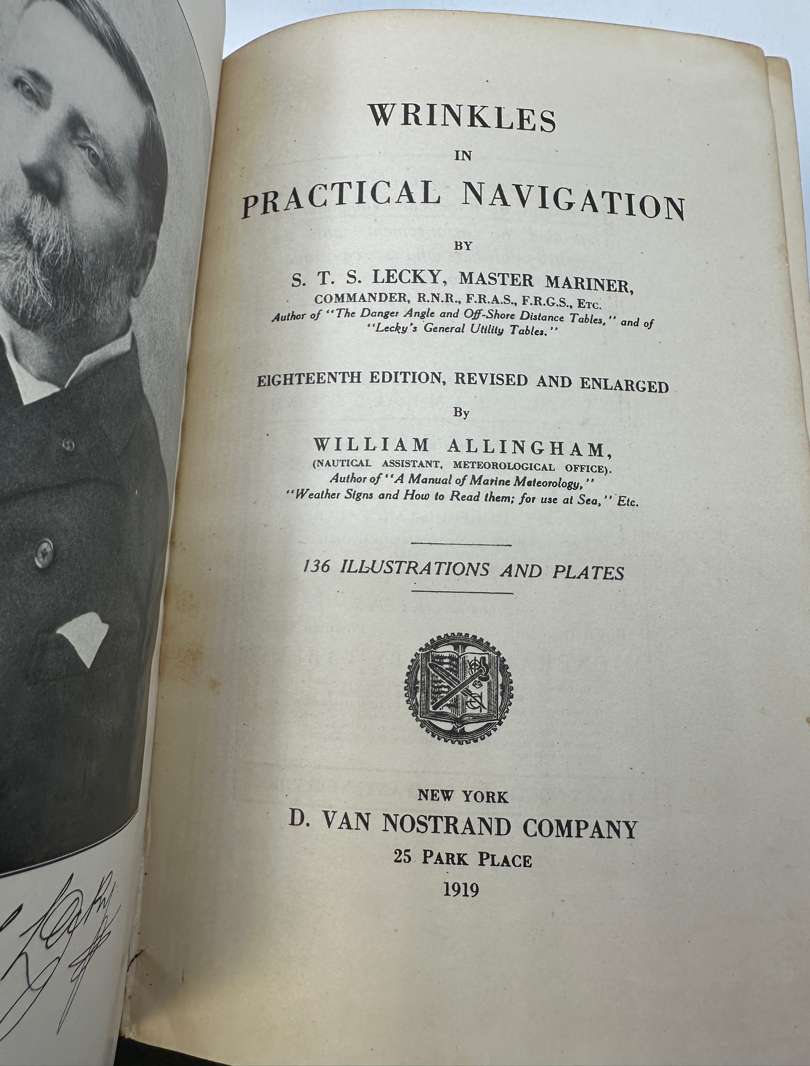 WRINKLES
IN
PRACTICAL NAVIGATION
BY
S. T. S. LECKY, MASTER MARINER,
COMMANDER, R.N.R., F.R.A.S., F.R.G.S., ETC.
Author of "The Danger Angle and Off-Shore Distance Tables," and of
"Lecky's General Utility Tables."
EIGHTEENTH EDITION, REVISED AND ENLARGED
By
WILLIAM ALLINGHAM,
(NAUTICAL ASSISTANT, METEOROLOGICAL OFFICE).
Author of "A Manual of Marine Meteorology,"
"Weather Signs and How to Read them; for use at Sea," Etc.
136 ILLUSTRATIONS AND PLATES
NEW YORK
D. VAN NOSTRAND COMPANY
25 PARK PLACE
1919
Lecky